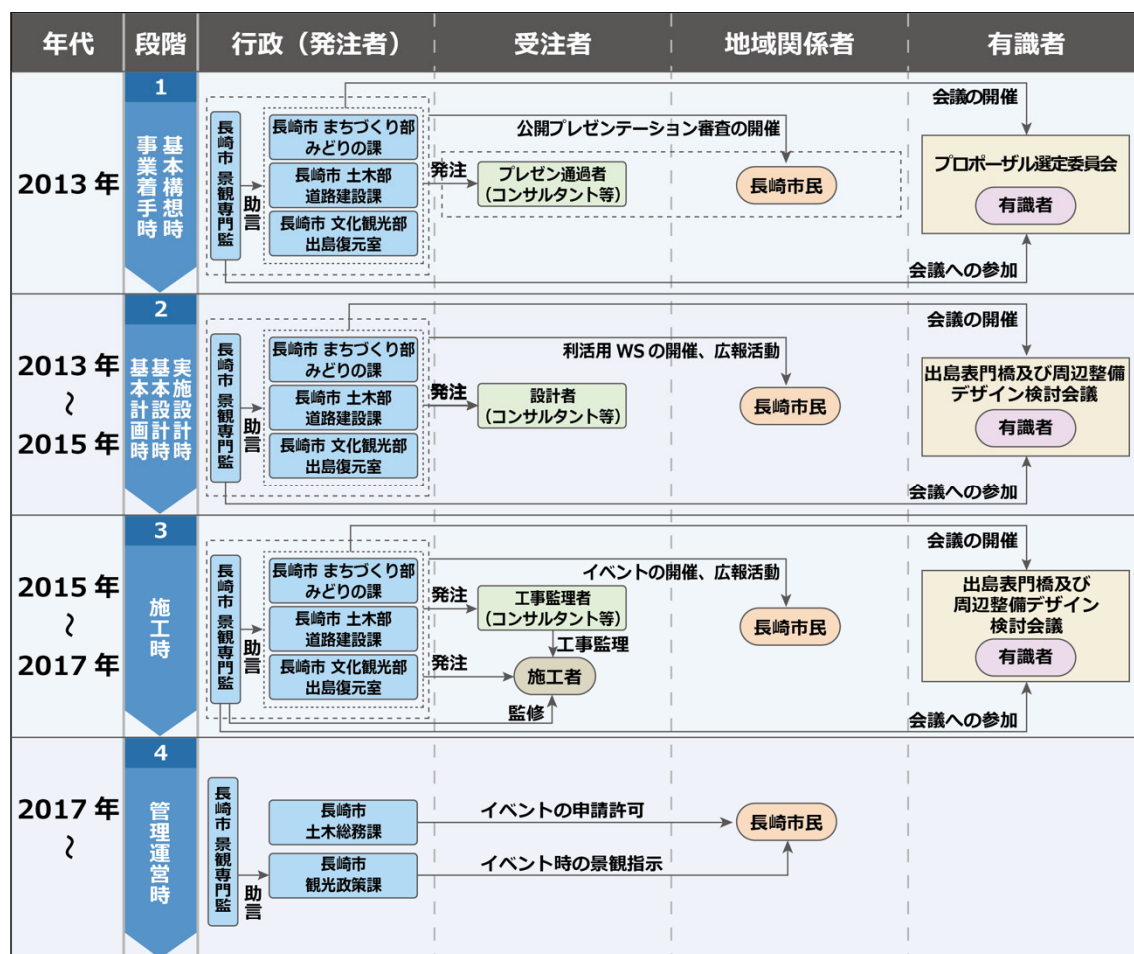 年代
段階
行政（発注者）
受注者
地域関係者
有識者
2013 年
1
基本構想時
事業着手時
長崎市 景観専門監
助言
長崎市 まちづくり部
みどりの課
長崎市 土木部
道路建設課
長崎市 文化観光部
出島復元室
発注
プレゼン通過者
（コンサルタント等）
公開プレゼンテーション審査の開催
長崎市民
会議の開催
プロポーザル選定委員会
有識者
会議への参加
2013 年
～
2015 年
2
実施設計時
基本設計時
基本計画時
長崎市 景観専門監
助言
長崎市 まちづくり部
みどりの課
長崎市 土木部
道路建設課
長崎市 文化観光部
出島復元室
発注
設計者
（コンサルタント等）
利活用 WS の開催、広報活動
長崎市民
会議の開催
出島表門橋及び周辺整備
デザイン検討会議
有識者
会議への参加
2015 年
～
2017 年
3
施工時
長崎市 景観専門監
助言
長崎市 まちづくり部
みどりの課
長崎市 土木部
道路建設課
長崎市 文化観光部
出島復元室
発注
工事監理者
（コンサルタント等）
工事監理
発注
施工者
監修
イベントの開催、広報活動
長崎市民
会議の開催
出島表門橋及び
周辺整備デザイン
検討会議
有識者
会議への参加
2017 年
～
4
管理運営時
長崎市 景観専門監
助言
長崎市
土木総務課
長崎市
観光政策課
イベントの申請許可
イベント時の景観指示
長崎市民